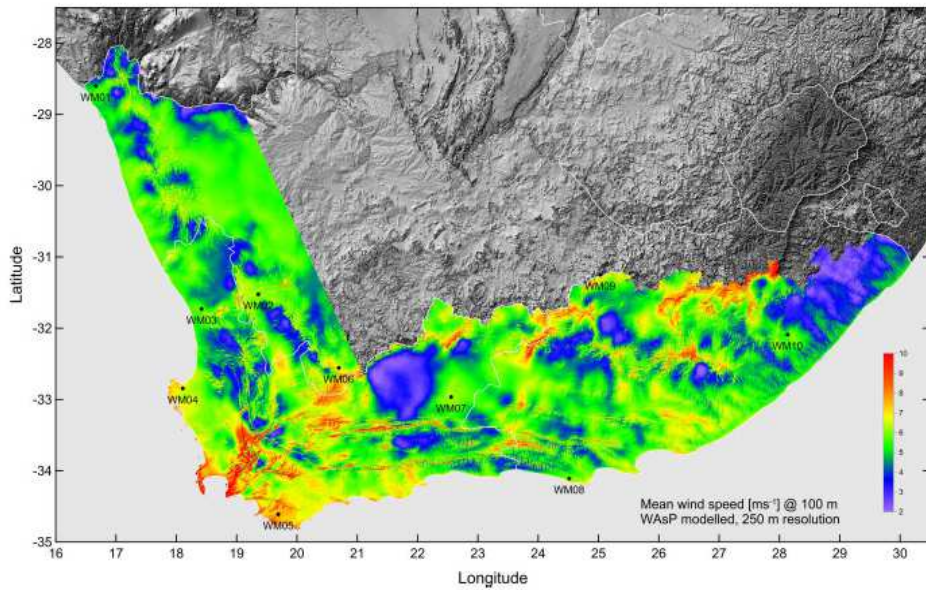 -28
-29
-30
-31
-32
-33
-34
-35
Latitude
WM01
WM02
WM03
WM04
WM05
WM06
WM07
WM08
WM09
WM10
10
9
8
7
6
5
4
3
2
Mean wind speed [ms⁻¹] @ 100 m
WAsP modelled, 250 m resolution
16 17 18 19 20 21 22 23 24 25 26 27 28 29 30
Longitude